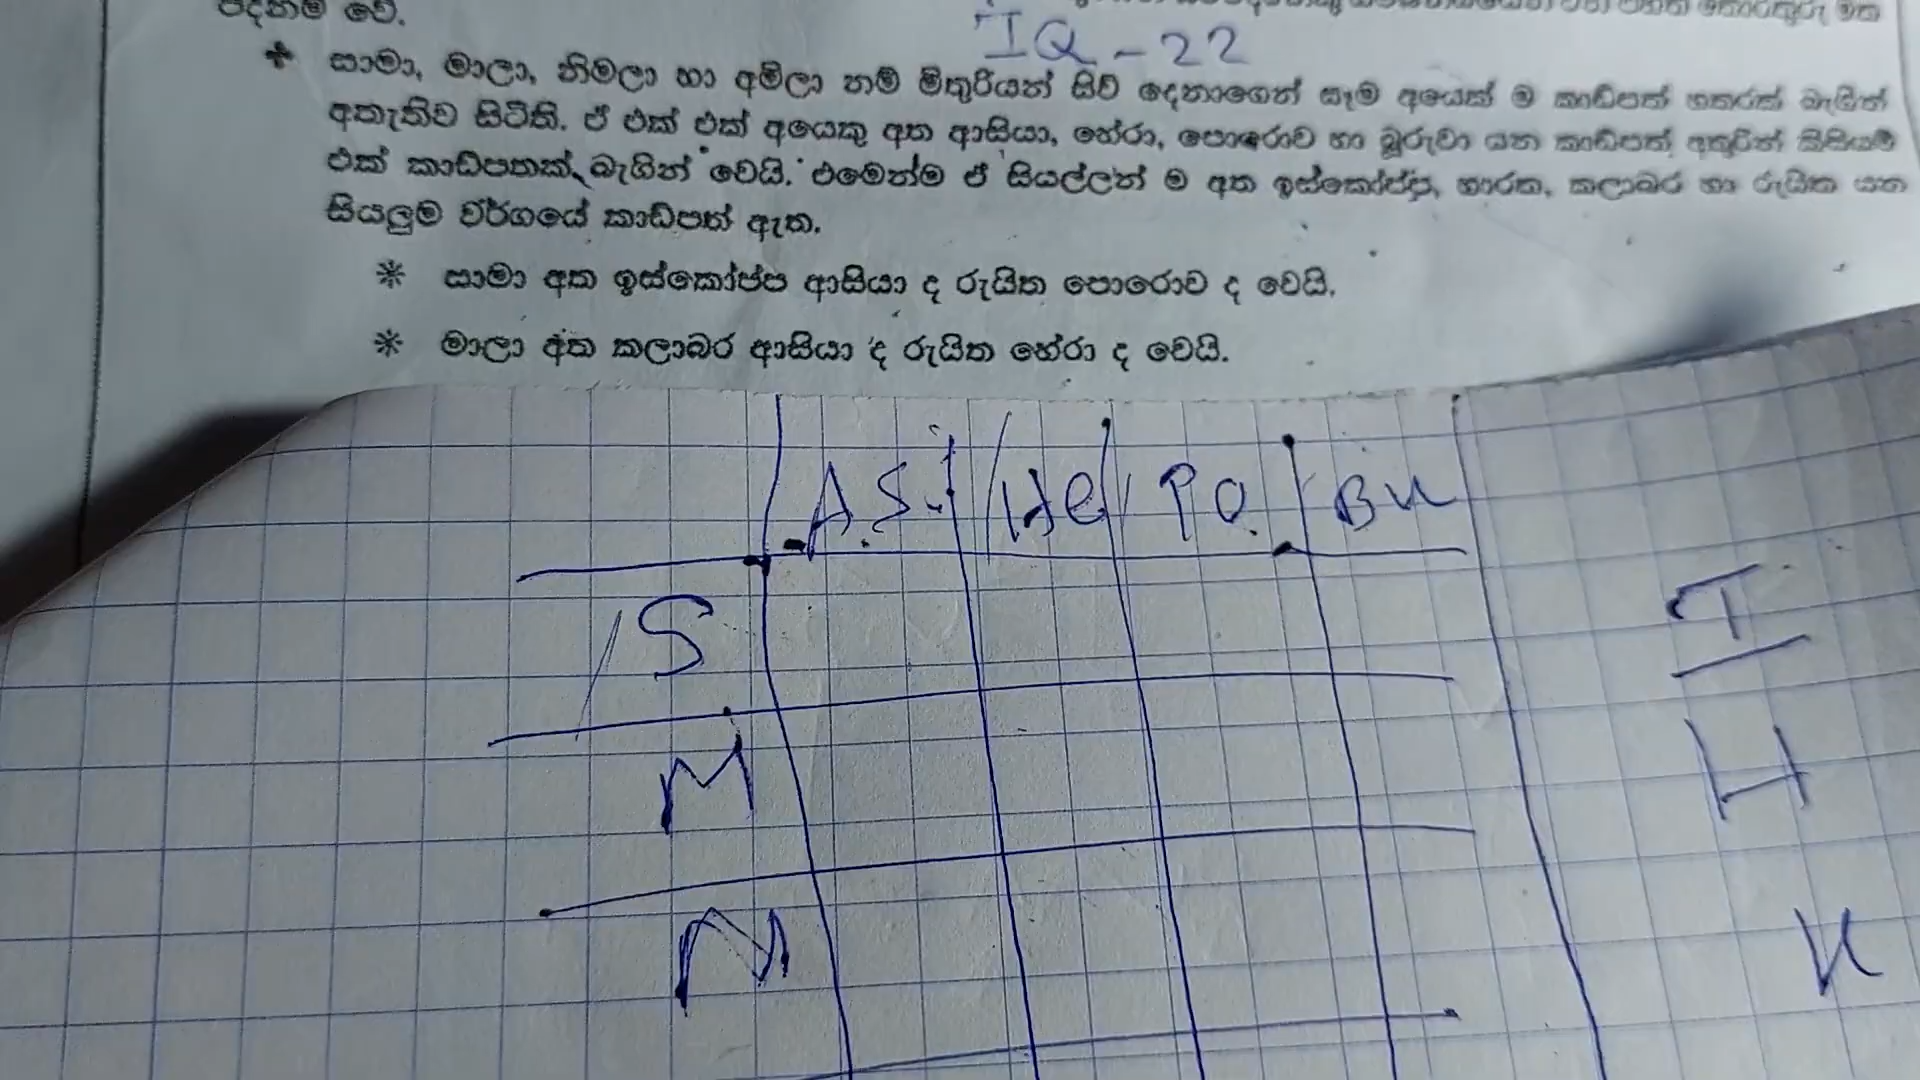 පදනම් වේ.
IQ - 22
+ සාමා, මාලා, නිමලා හා අමිලා නම් මිතුරියන් සිව් දෙනාගෙන් සෑම අයෙක් ම කාඩ්පත් හතරක් බැගින්
අතැතිව සිටිති. ඒ එක් එක් අයෙකු අත ආසියා, හේරා, පොරොව හා බූරුවා යන කාඩ්පත් අතුරින් කිසියම්
එක් කාඩ්පතක් බැගින් වෙයි. එමෙන්ම ඒ සියල්ලන් ම අත ඉස්කෝප්ප, හාරත, කලාබර හා රුයිත යන
සියලුම වර්ගයේ කාඩ්පත් ඇත.
* සාමා අත ඉස්කෝප්ප ආසියා ද රුයිත පොරොව ද වෙයි.
* මාලා අත කලාබර ආසියා ද රුයිත හේරා ද වෙයි.
A.S. He Po. Bu
S I
M H
N K